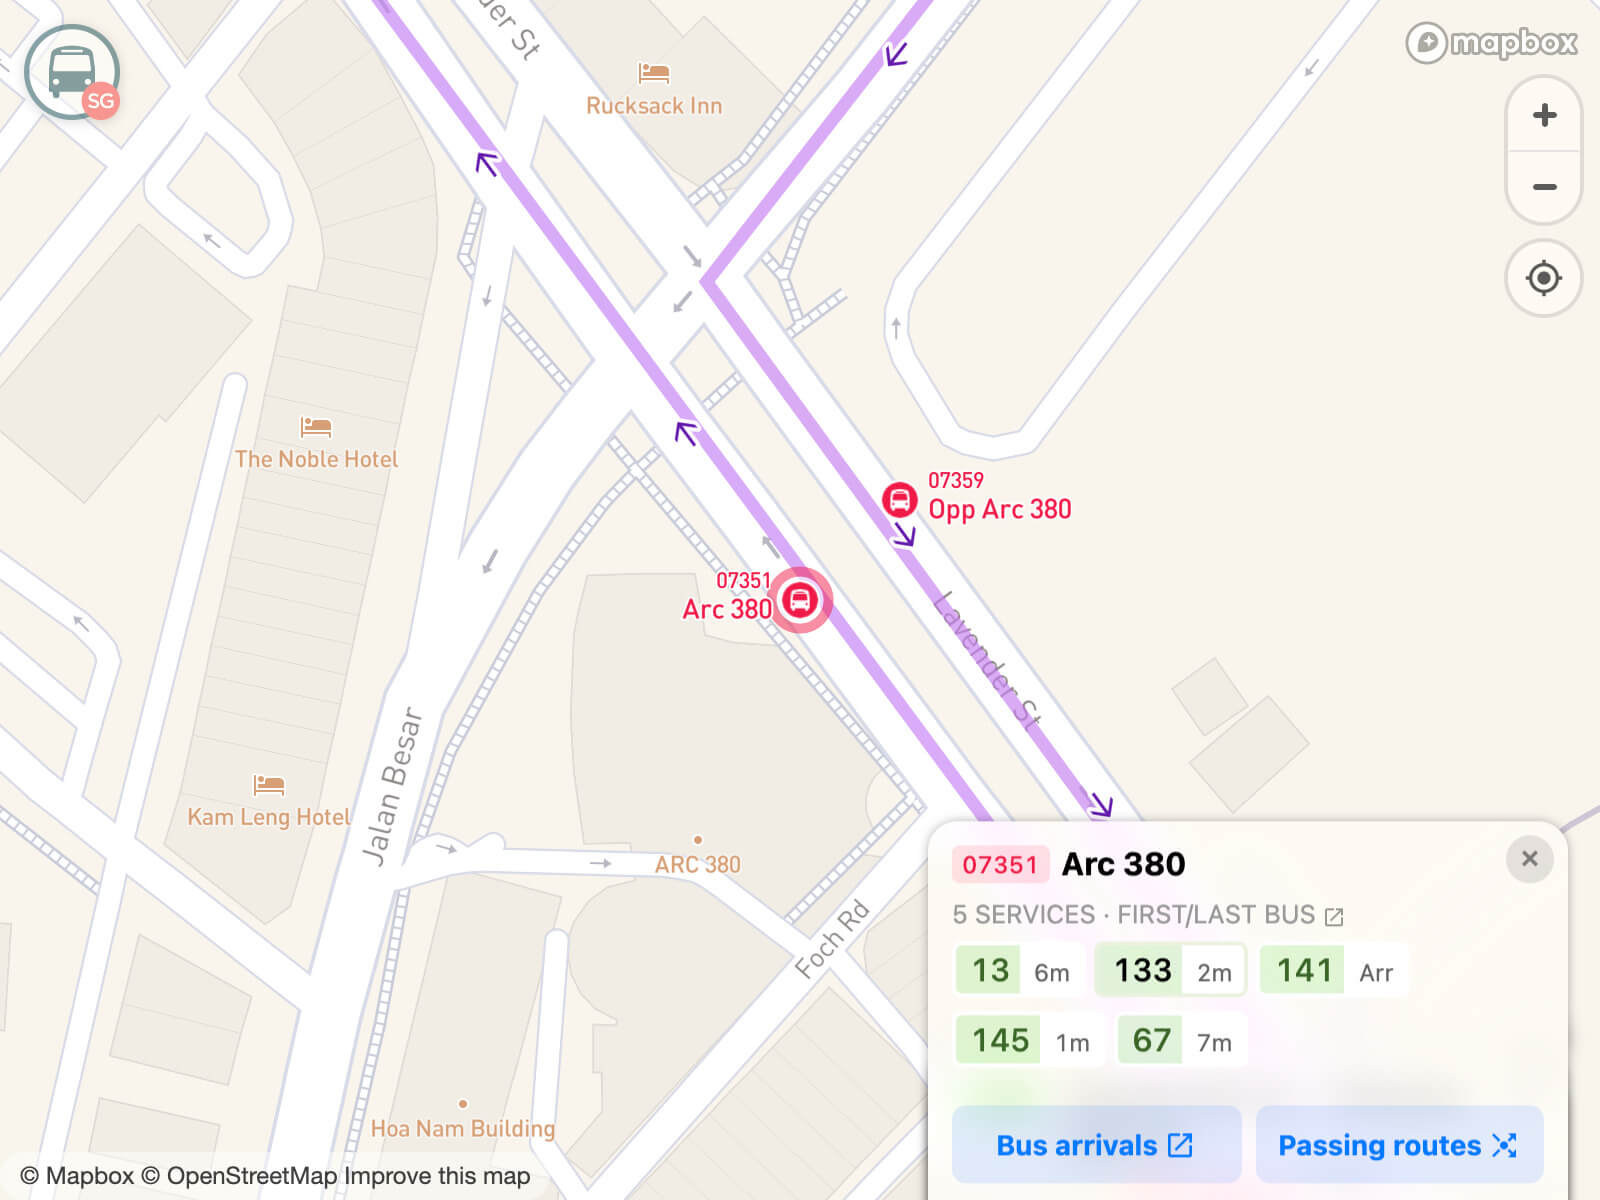 SG
der St
Rucksack Inn
mapbox
The Noble Hotel
07359
Opp Arc 380
07351
Arc 380
Lavender St
Jalan Besar
Kam Leng Hotel
ARC 380
Foch Rd
Hoa Nam Building
07351 Arc 380
5 SERVICES · FIRST/LAST BUS
13 6m 133 2m 141 Arr
145 1m 67 7m
Bus arrivals Passing routes
© Mapbox © OpenStreetMap Improve this map